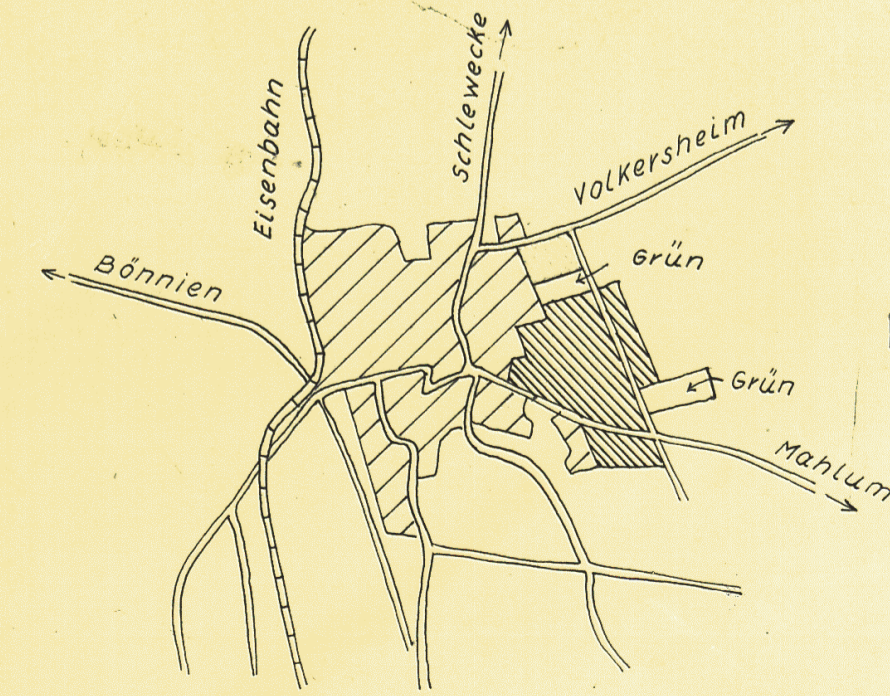 Schlewecke
Eisenbahn
Volkersheim
Bönnien
Grün
Grün
Mahlum